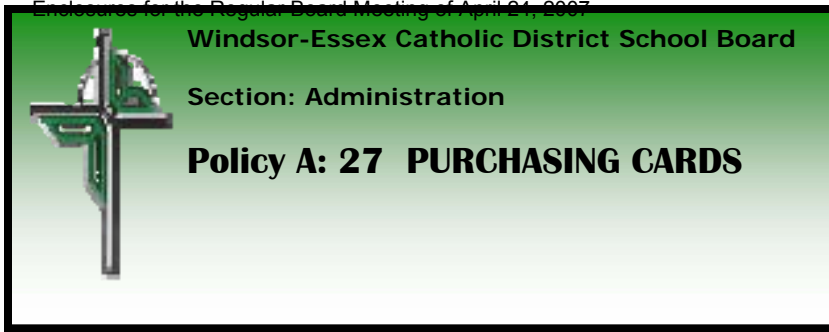 Enclosures for the Regular Board Meeting of April 24, 2007
Windsor-Essex Catholic District School Board
Section: Administration
Policy A: 27 PURCHASING CARDS